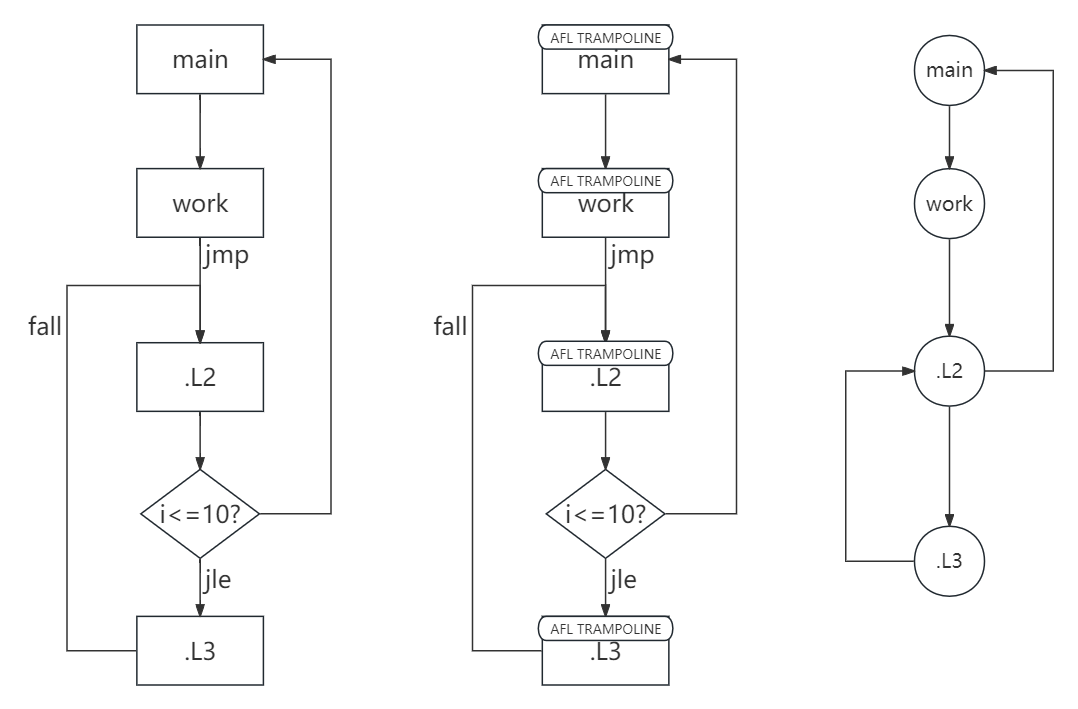 main
work
jmp
fall
.L2
i<=10?
jle
.L3
AFL TRAMPOLINE
main
AFL TRAMPOLINE
work
jmp
fall
AFL TRAMPOLINE
.L2
i<=10?
jle
AFL TRAMPOLINE
.L3
main
work
.L2
.L3